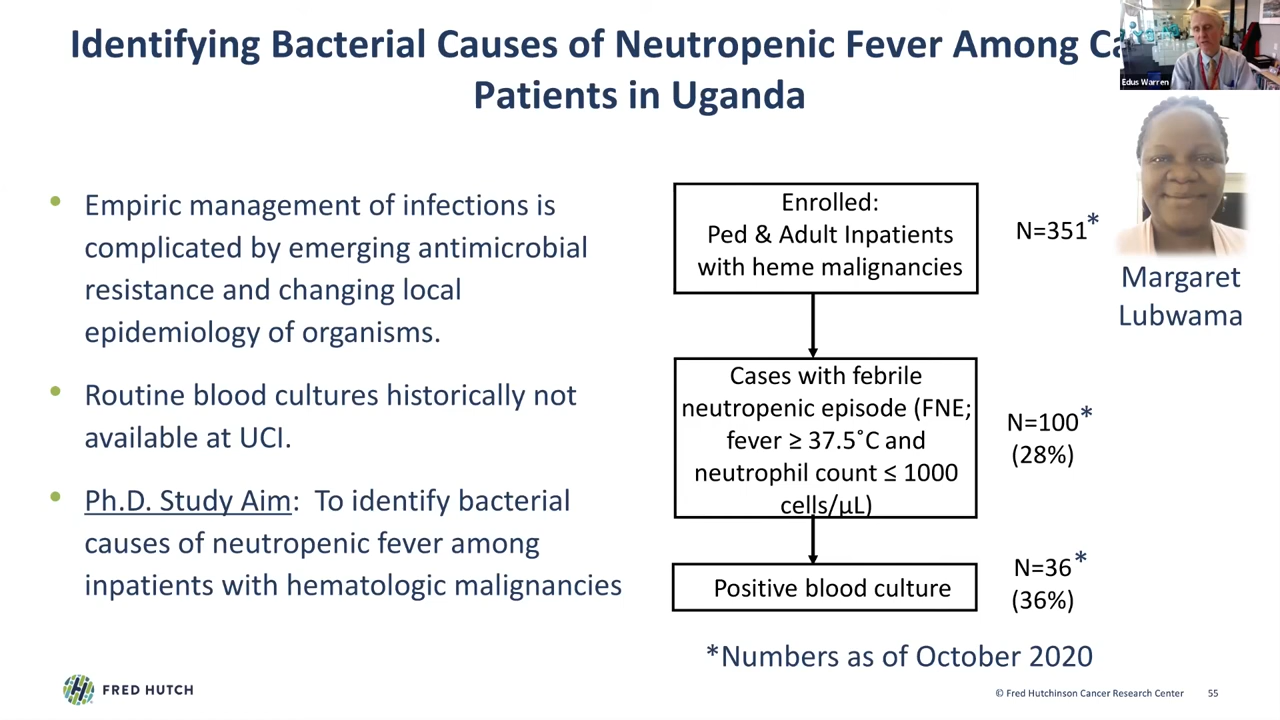 Identifying Bacterial Causes of Neutropenic Fever Among
Patients in Uganda
Edus Warren
• Empiric management of infections is
complicated by emerging antimicrobial
resistance and changing local
epidemiology of organisms.
• Routine blood cultures historically not
available at UCI.
• Ph.D. Study Aim: To identify bacterial
causes of neutropenic fever among
inpatients with hematologic malignancies
Enrolled:
Ped & Adult Inpatients
with heme malignancies
N=351*
Margaret
Lubwama
Cases with febrile
neutropenic episode (FNE;
fever ≥ 37.5˚C and
neutrophil count ≤ 1000
cells/µL)
N=100*
(28%)
Positive blood culture
N=36*
(36%)
*Numbers as of October 2020
FRED HUTCH
© Fred Hutchinson Cancer Research Center 55